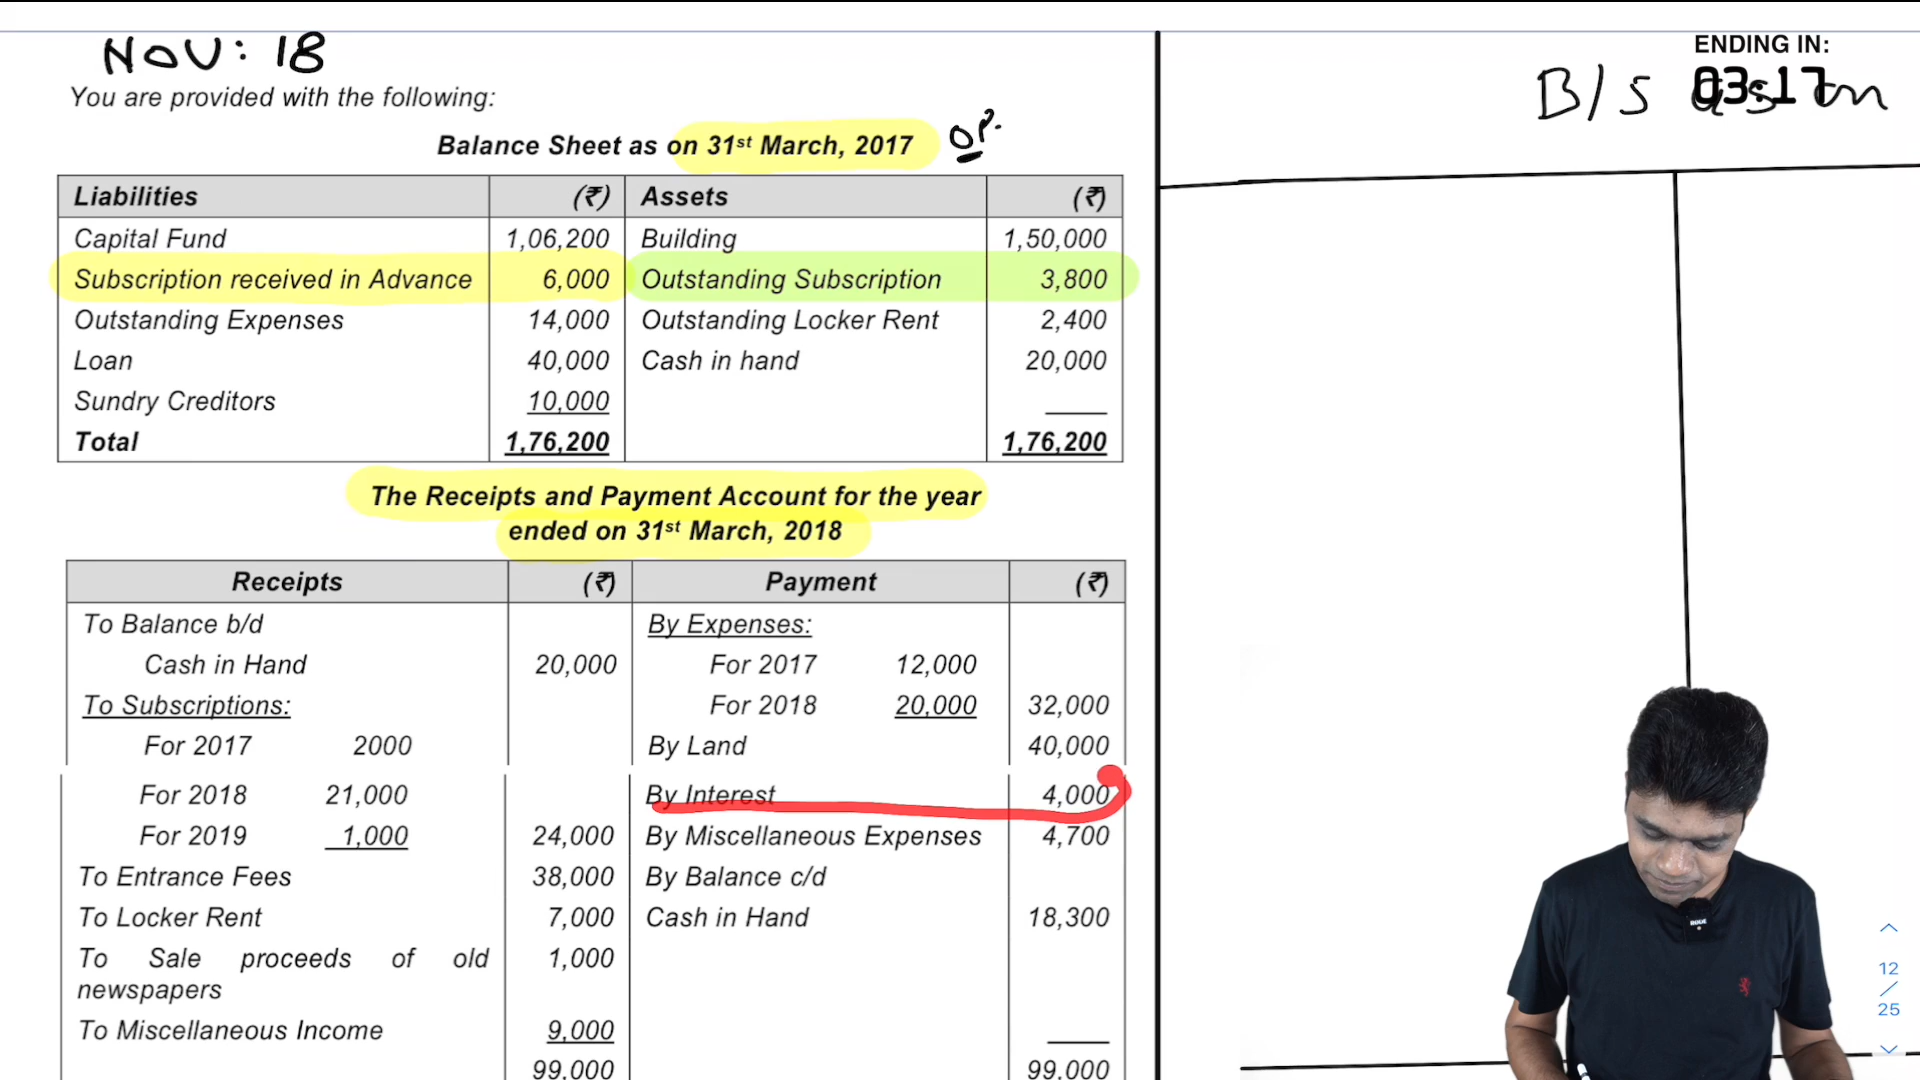 NOV: 18
You are provided with the following:
Balance Sheet as on 31st March, 2017 OP.
Liabilities (₹) Assets (₹)
Capital Fund 1,06,200 Building 1,50,000
Subscription received in Advance 6,000 Outstanding Subscription 3,800
Outstanding Expenses 14,000 Outstanding Locker Rent 2,400
Loan 40,000 Cash in hand 20,000
Sundry Creditors 10,000
Total 1,76,200 1,76,200
The Receipts and Payment Account for the year
ended on 31st March, 2018
Receipts (₹) Payment (₹)
To Balance b/d By Expenses:
Cash in Hand 20,000 For 2017 12,000
To Subscriptions: For 2018 20,000 32,000
For 2017 2000 By Land 40,000
For 2018 21,000 By Interest 4,000
For 2019 1,000 24,000 By Miscellaneous Expenses 4,700
To Entrance Fees 38,000 By Balance c/d
To Locker Rent 7,000 Cash in Hand 18,300
To Sale proceeds of old 1,000
newspapers
To Miscellaneous Income 9,000
99,000 99,000
ENDING IN:
03:17
B/S as on
RODE
12
/
25